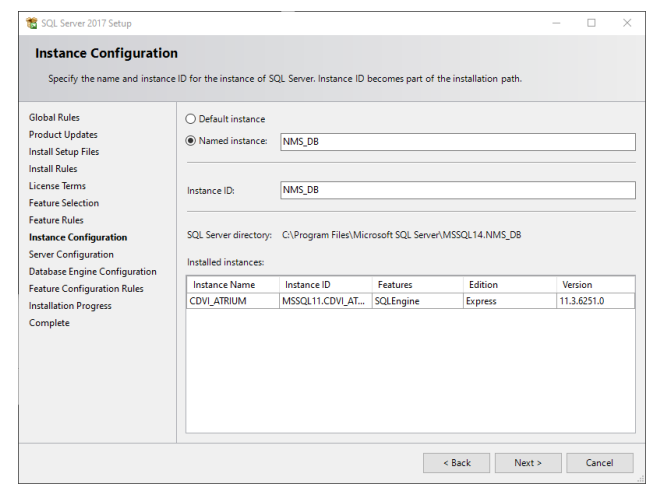 SQL Server 2017 Setup
Instance Configuration
Specify the name and instance ID for the instance of SQL Server. Instance ID becomes part of the installation path.
Global Rules
Product Updates
Install Setup Files
Install Rules
License Terms
Feature Selection
Feature Rules
Instance Configuration
Server Configuration
Database Engine Configuration
Feature Configuration Rules
Installation Progress
Complete
Default instance
Named instance: NMS_DB
Instance ID: NMS_DB
SQL Server directory: C:\Program Files\Microsoft SQL Server\MSSQL14.NMS_DB
Installed instances:
Instance Name Instance ID Features Edition Version
CDVI_ATRIUM MSSQL11.CDVI_AT... SQLEngine Express 11.3.6251.0
< Back Next > Cancel